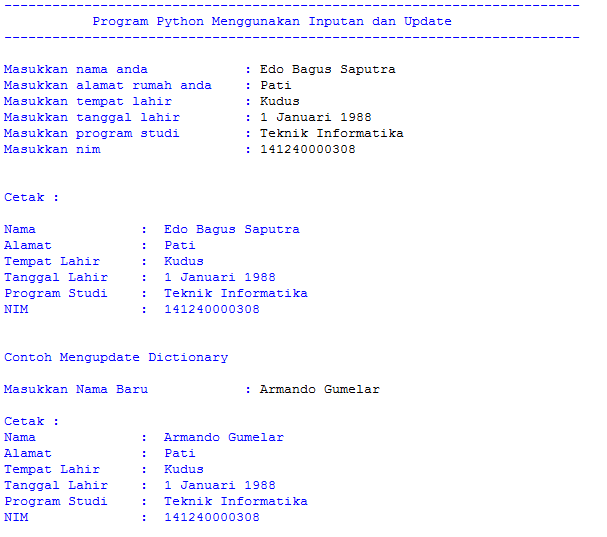 ------------------------------------------------------------------------
Program Python Menggunakan Inputan dan Update
------------------------------------------------------------------------
Masukkan nama anda : Edo Bagus Saputra
Masukkan alamat rumah anda : Pati
Masukkan tempat lahir : Kudus
Masukkan tanggal lahir : 1 Januari 1988
Masukkan program studi : Teknik Informatika
Masukkan nim : 141240000308
Cetak :
Nama : Edo Bagus Saputra
Alamat : Pati
Tempat Lahir : Kudus
Tanggal Lahir : 1 Januari 1988
Program Studi : Teknik Informatika
NIM : 141240000308
Contoh Mengupdate Dictionary
Masukkan Nama Baru : Armando Gumelar
Cetak :
Nama : Armando Gumelar
Alamat : Pati
Tempat Lahir : Kudus
Tanggal Lahir : 1 Januari 1988
Program Studi : Teknik Informatika
NIM : 141240000308